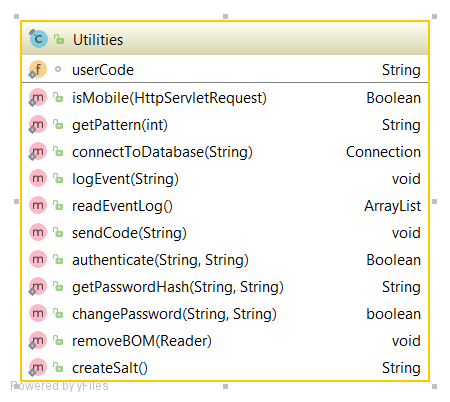 Utilities
userCode String
isMobile(HttpServletRequest) Boolean
getPattern(int) String
connectToDatabase(String) Connection
logEvent(String) void
readEventLog() ArrayList
sendCode(String) void
authenticate(String, String) Boolean
getPasswordHash(String, String) String
changePassword(String, String) boolean
removeBOM(Reader) void
createSalt() String
Powered by yFiles